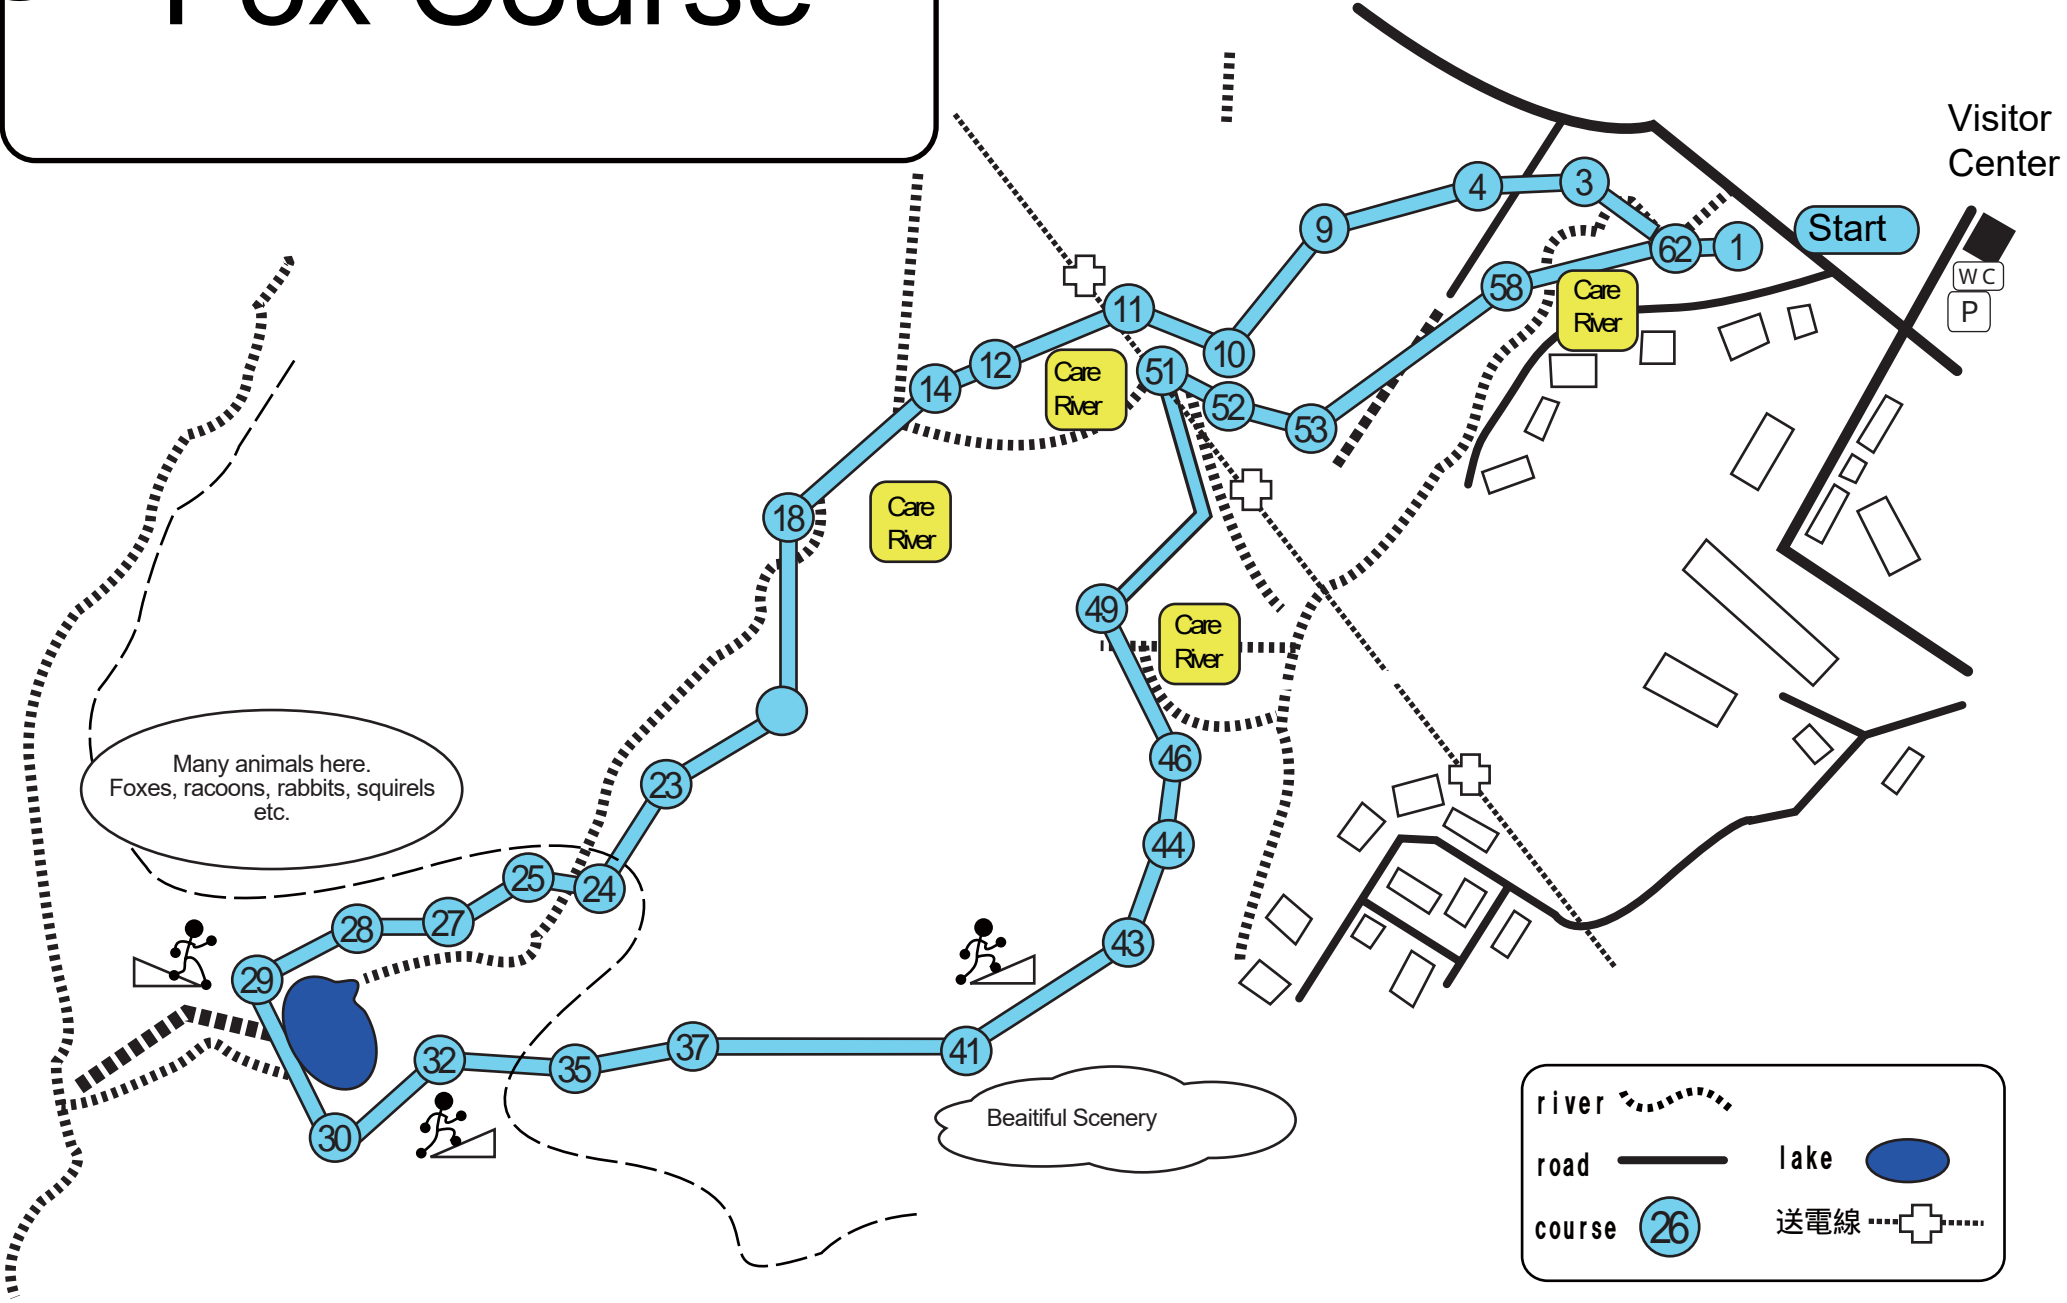 Fox Course
Visitor
Center
Start
WC
P
1
62
3
4
9
10
11
12
14
18
23
24
25
27
28
29
30
32
35
37
41
43
44
46
49
51
52
53
58
Care
River
Care
River
Care
River
Care
River
Many animals here.
Foxes, racoons, rabbits, squirels
etc.
Beaitiful Scenery
river
road
lake
course
26
送電線